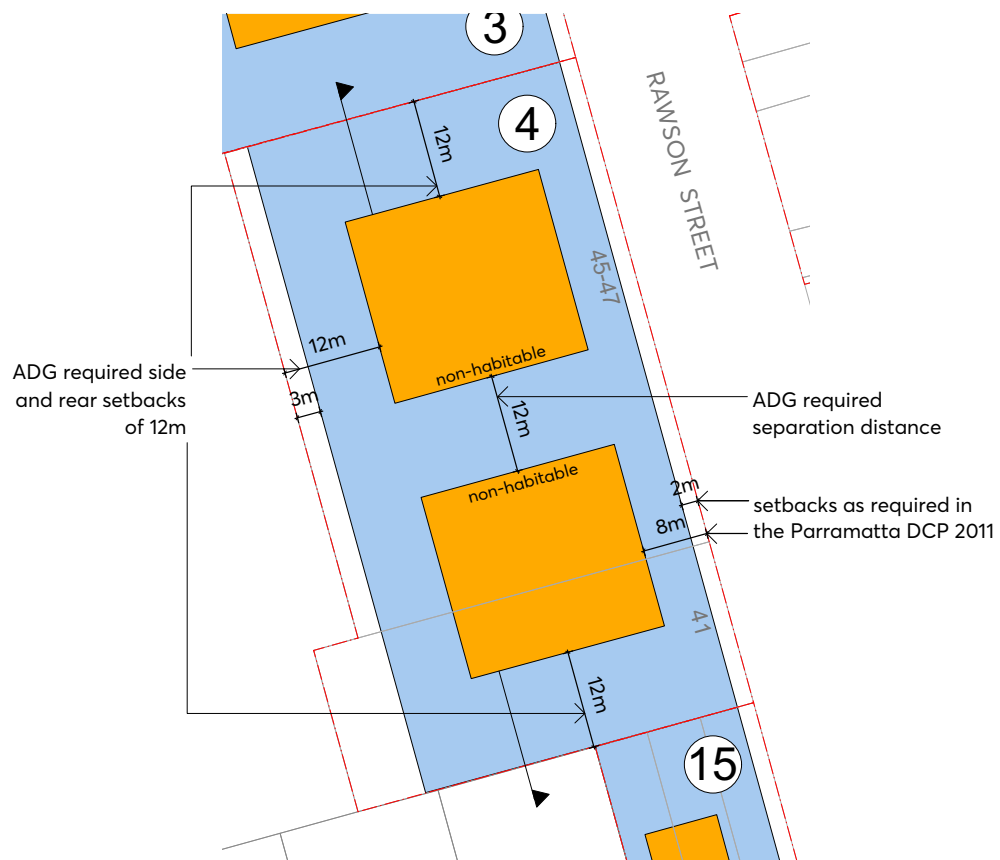 3
4
12m
RAWSON STREET
45-47
12m
non-habitable
ADG required side
and rear setbacks
of 12m
3m
12m
ADG required
separation distance
non-habitable
2m
setbacks as required in
the Parramatta DCP 2011
8m
41
12m
15